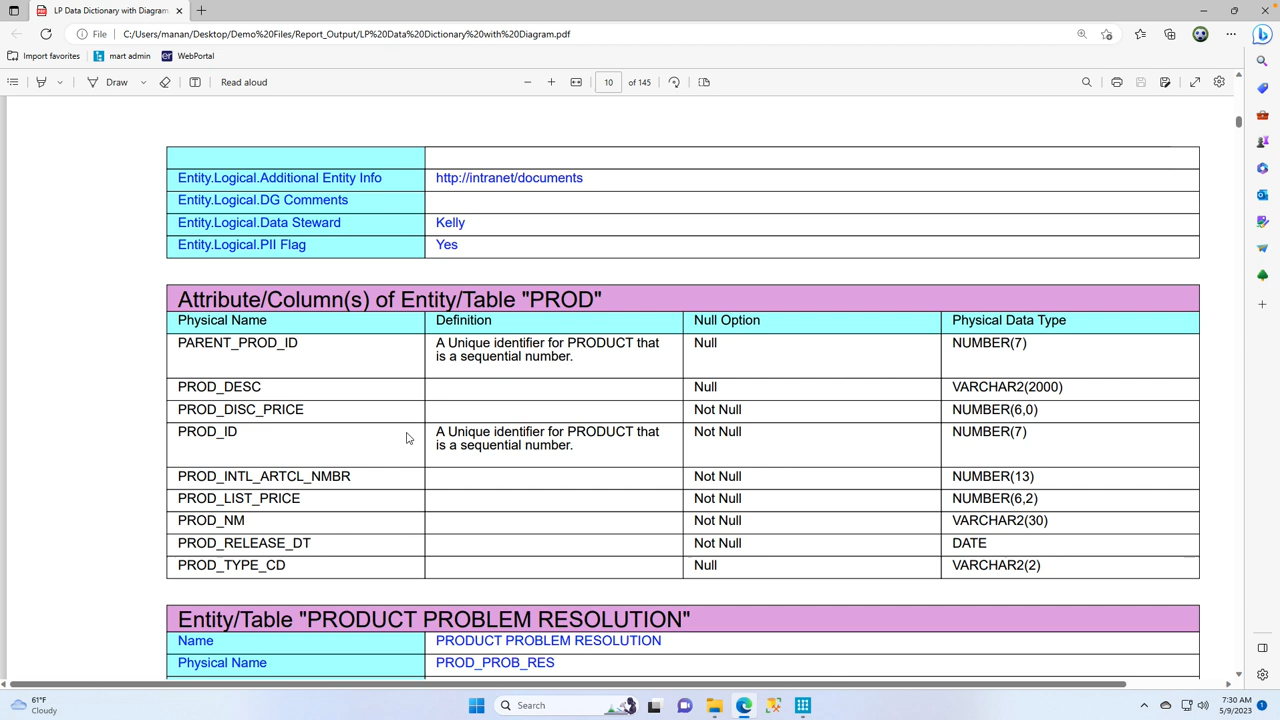 LP Data Dictionary with Diagram
File
C:/Users/manan/Desktop/Demo%20Files/Report_Output/LP%20Data%20Dictionary%20with%20Diagram.pdf
Import favorites
mart admin
er
WebPortal
Draw
Read aloud
10 of 145
Entity.Logical.Additional Entity Info http://intranet/documents
Entity.Logical.DG Comments
Entity.Logical.Data Steward Kelly
Entity.Logical.PII Flag Yes
Attribute/Column(s) of Entity/Table "PROD"
Physical Name Definition Null Option Physical Data Type
PARENT_PROD_ID A Unique identifier for PRODUCT that Null NUMBER(7)
is a sequential number.
PROD_DESC Null VARCHAR2(2000)
PROD_DISC_PRICE Not Null NUMBER(6,0)
PROD_ID A Unique identifier for PRODUCT that Not Null NUMBER(7)
is a sequential number.
PROD_INTL_ARTCL_NMBR Not Null NUMBER(13)
PROD_LIST_PRICE Not Null NUMBER(6,2)
PROD_NM Not Null VARCHAR2(30)
PROD_RELEASE_DT Not Null DATE
PROD_TYPE_CD Null VARCHAR2(2)
Entity/Table "PRODUCT PROBLEM RESOLUTION"
Name PRODUCT PROBLEM RESOLUTION
Physical Name PROD_PROB_RES
61°F
Cloudy
Search
7:30 AM
5/9/2023
1